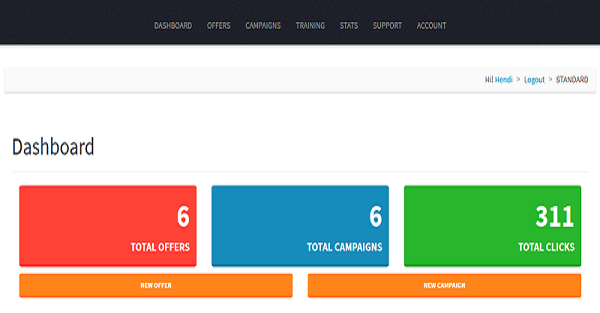 DASHBOARD OFFERS CAMPAIGNS TRAINING STATS SUPPORT ACCOUNT
Hi! Hendi > Logout > STANDARD
Dashboard
6 6 311
TOTAL OFFERS TOTAL CAMPAIGNS TOTAL CLICKS
NEW OFFER NEW CAMPAIGN